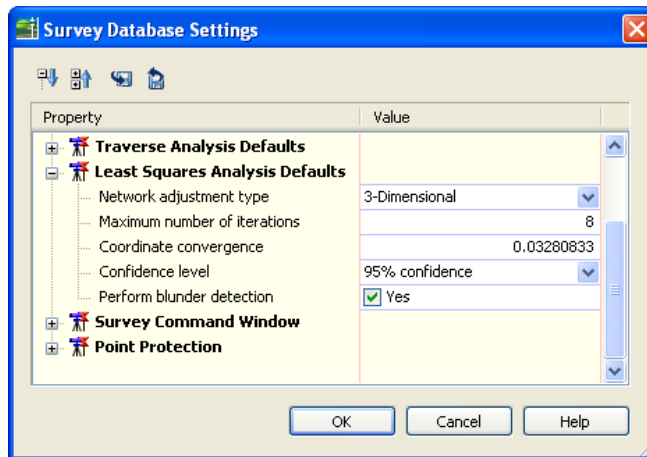 Survey Database Settings
Property Value
Traverse Analysis Defaults
Least Squares Analysis Defaults
Network adjustment type 3-Dimensional
Maximum number of iterations 8
Coordinate convergence 0.03280833
Confidence level 95% confidence
Perform blunder detection Yes
Survey Command Window
Point Protection
OK Cancel Help